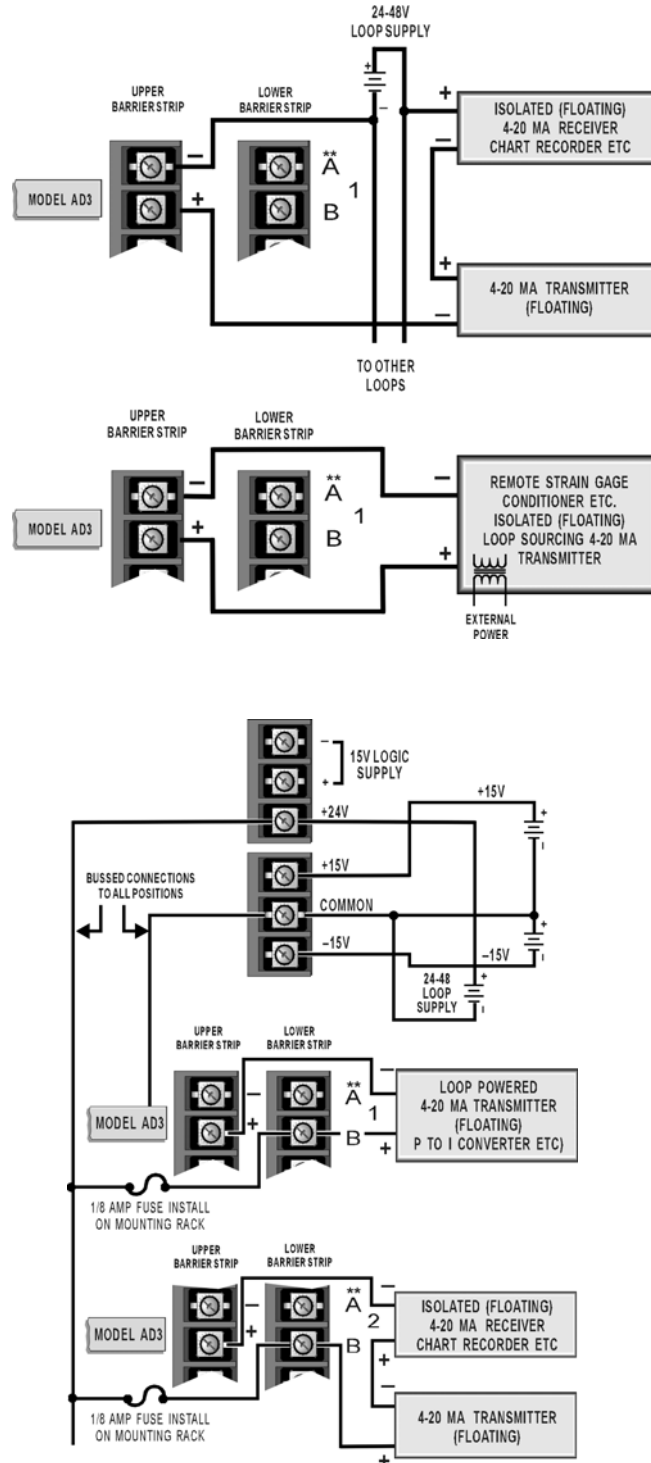 24-48V
LOOP SUPPLY
+
−
UPPER
BARRIER STRIP
LOWER
BARRIER STRIP
MODEL AD3
−
+
**
A
1
B
+
ISOLATED (FLOATING)
4-20 MA RECEIVER
CHART RECORDER ETC
−
+
4-20 MA TRANSMITTER
(FLOATING)
−
TO OTHER
LOOPS
UPPER
BARRIER STRIP
LOWER
BARRIER STRIP
MODEL AD3
−
+
**
A
1
B
−
+
REMOTE STRAIN GAGE
CONDITIONER ETC.
ISOLATED (FLOATING)
LOOP SOURCING 4-20 MA
TRANSMITTER
EXTERNAL
POWER
−
+
15V LOGIC
SUPPLY
+24V
+15V
+15V
+
−
BUSSED CONNECTIONS
TO ALL POSITIONS
COMMON
+
−
−15V
−15V
24-48
LOOP
SUPPLY
+
−
UPPER
BARRIER STRIP
LOWER
BARRIER STRIP
MODEL AD3
−
+
**
A
1
B
−
+
LOOP POWERED
4-20 MA TRANSMITTER
(FLOATING)
P TO I CONVERTER ETC)
1/8 AMP FUSE INSTALL
ON MOUNTING RACK
UPPER
BARRIER STRIP
LOWER
BARRIER STRIP
MODEL AD3
−
+
**
A
2
B
−
ISOLATED (FLOATING)
4-20 MA RECEIVER
CHART RECORDER ETC
+
−
4-20 MA TRANSMITTER
(FLOATING)
+
1/8 AMP FUSE INSTALL
ON MOUNTING RACK